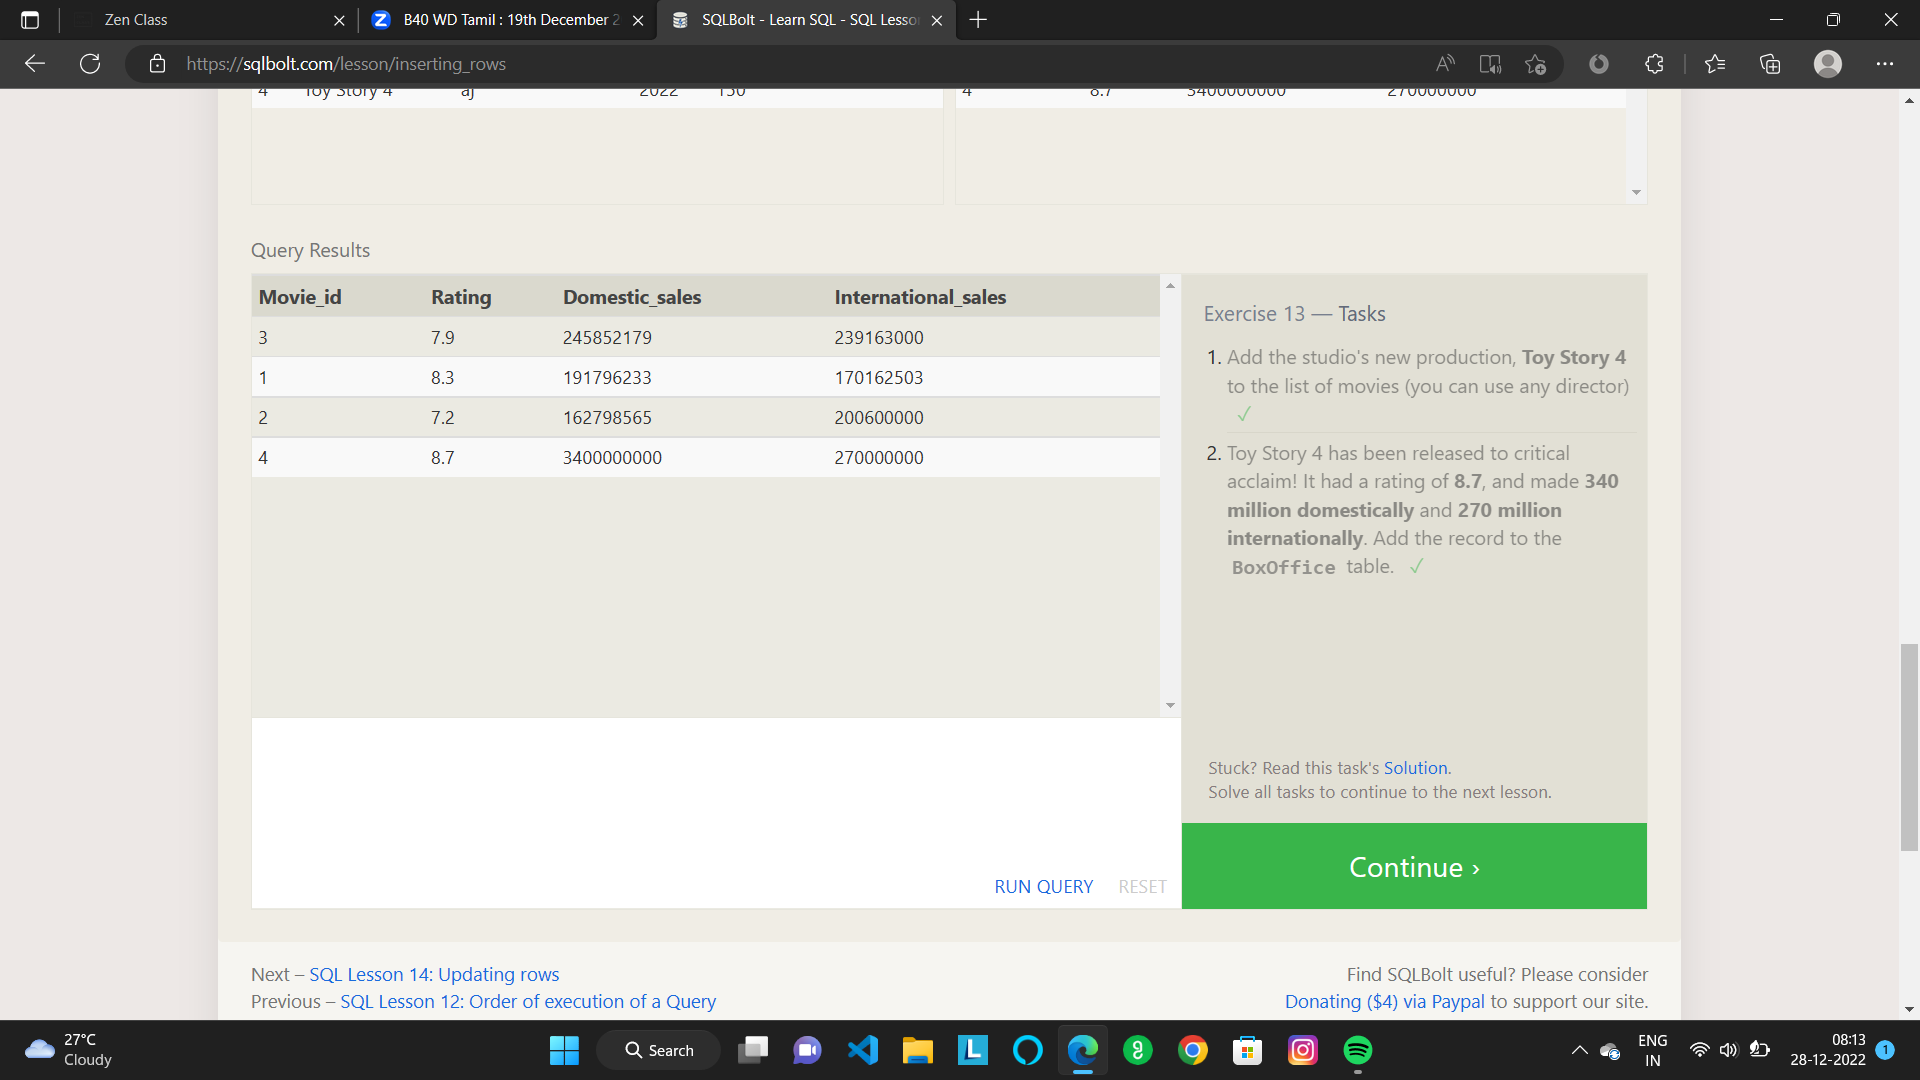 Zen Class
B40 WD Tamil : 19th December 2
SQLBolt - Learn SQL - SQL Lesso
https://sqlbolt.com/lesson/inserting_rows
4 Toy Story 4 aj 2022 150
4 8.7 3400000000 270000000
Query Results
Movie_id Rating Domestic_sales International_sales
3 7.9 245852179 239163000
1 8.3 191796233 170162503
2 7.2 162798565 200600000
4 8.7 3400000000 270000000
Exercise 13 — Tasks
1. Add the studio's new production, Toy Story 4
to the list of movies (you can use any director)
✓
2. Toy Story 4 has been released to critical
acclaim! It had a rating of 8.7, and made 340
million domestically and 270 million
internationally. Add the record to the
BoxOffice table. ✓
Stuck? Read this task's Solution.
Solve all tasks to continue to the next lesson.
Continue ›
RUN QUERY RESET
Next – SQL Lesson 14: Updating rows
Previous – SQL Lesson 12: Order of execution of a Query
Find SQLBolt useful? Please consider
Donating ($4) via Paypal to support our site.
27°C
Cloudy
Search
ENG
IN
08:13
28-12-2022
1